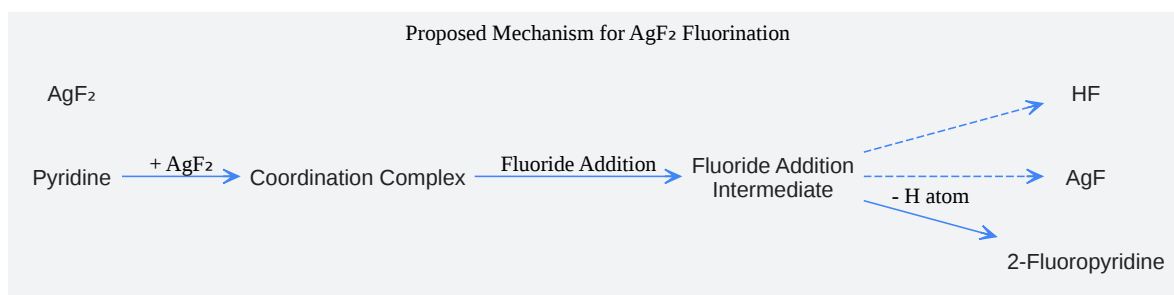 Proposed Mechanism for AgF₂ Fluorination
AgF₂
HF
Pyridine
+ AgF₂
Coordination Complex
Fluoride Addition
Fluoride Addition
Intermediate
AgF
- H atom
2-Fluoropyridine